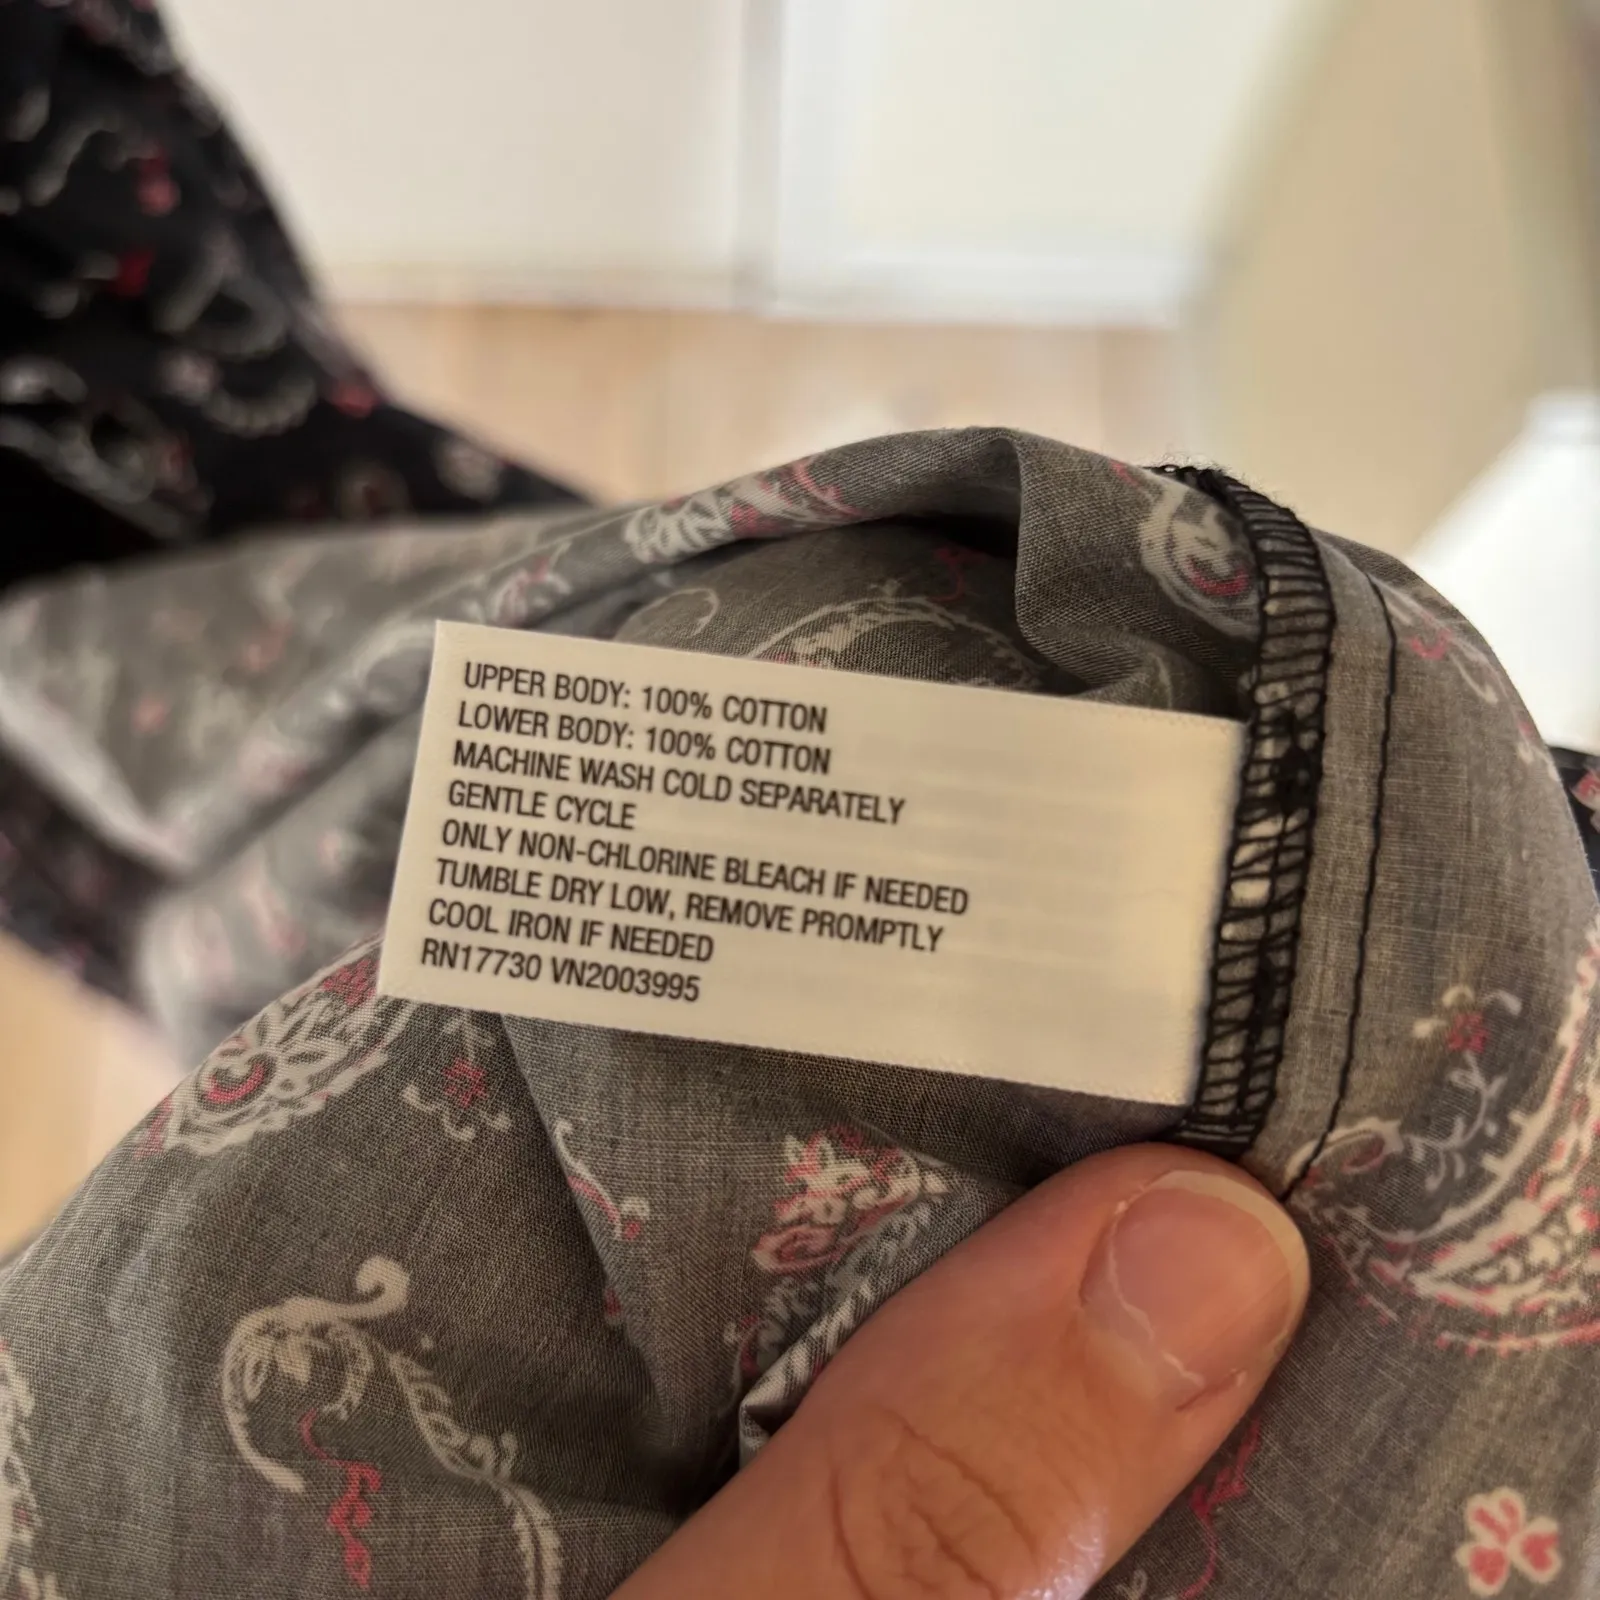 UPPER BODY: 100% COTTON
LOWER BODY: 100% COTTON
MACHINE WASH COLD SEPARATELY
GENTLE CYCLE
ONLY NON-CHLORINE BLEACH IF NEEDED
TUMBLE DRY LOW, REMOVE PROMPTLY
COOL IRON IF NEEDED
RN17730 VN2003995